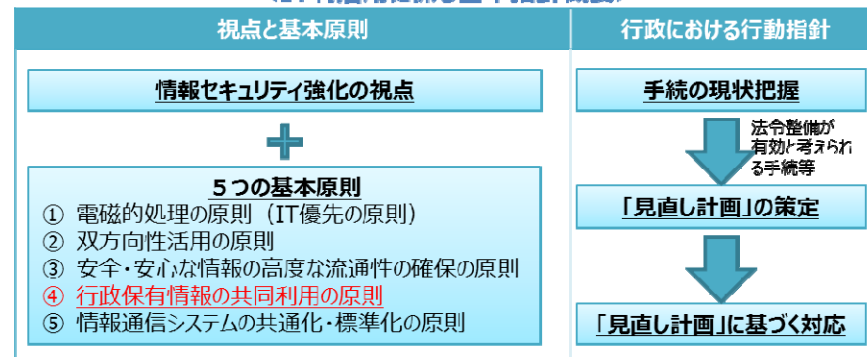 視点と基本原則
情報セキュリティ強化の視点
5つの基本原則
① 電磁的処理の原則（IT優先の原則）
② 双方向性活用の原則
③ 安全・安心な情報の高度な流通性の確保の原則
④ 行政保有情報の共同利用の原則
⑤ 情報通信システムの共通化・標準化の原則
行政における行動指針
手続の現状把握
法令整備が
有効と考えられ
る手続等
「見直し計画」の策定
「見直し計画」に基づく対応